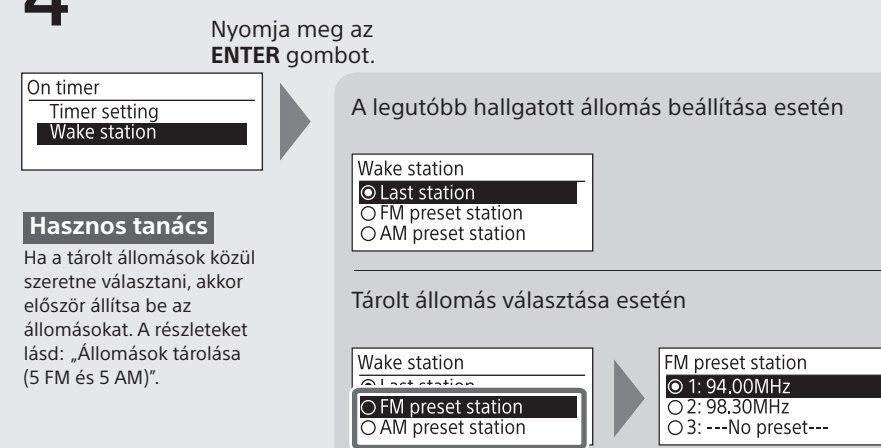 4
Nyomja meg az
ENTER gombot.
On timer
Timer setting
Wake station
Hasznos tanács
Ha a tárolt állomások közül
szeretne választani, akkor
először állítsa be az
állomásokat. A részleteket
lásd: „Állomások tárolása
(5 FM és 5 AM)”.
A legutóbb hallgatott állomás beállítása esetén
Wake station
Last station
FM preset station
AM preset station
Tárolt állomás választása esetén
Wake station
Last station
FM preset station
AM preset station
FM preset station
1: 94.00MHz
2: 98.30MHz
3: ---No preset---